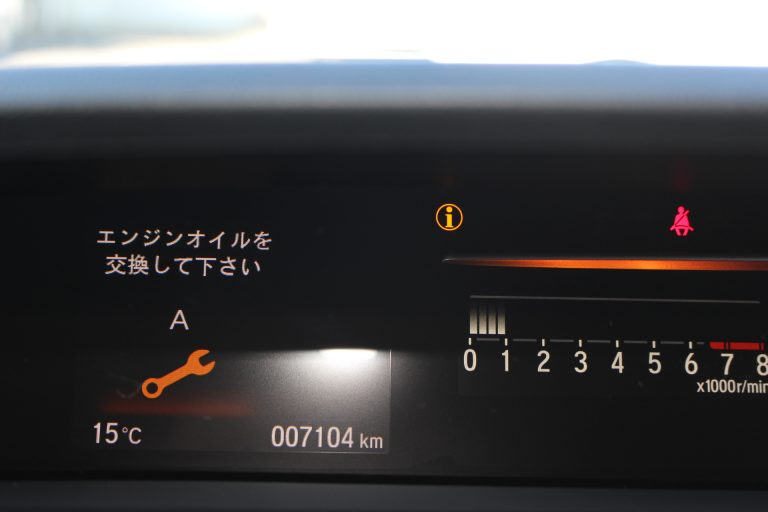 エンジンオイルを
交換して下さい
A
15°C
007104 km
0 1 2 3 4 5 6 7 8
x1000r/min